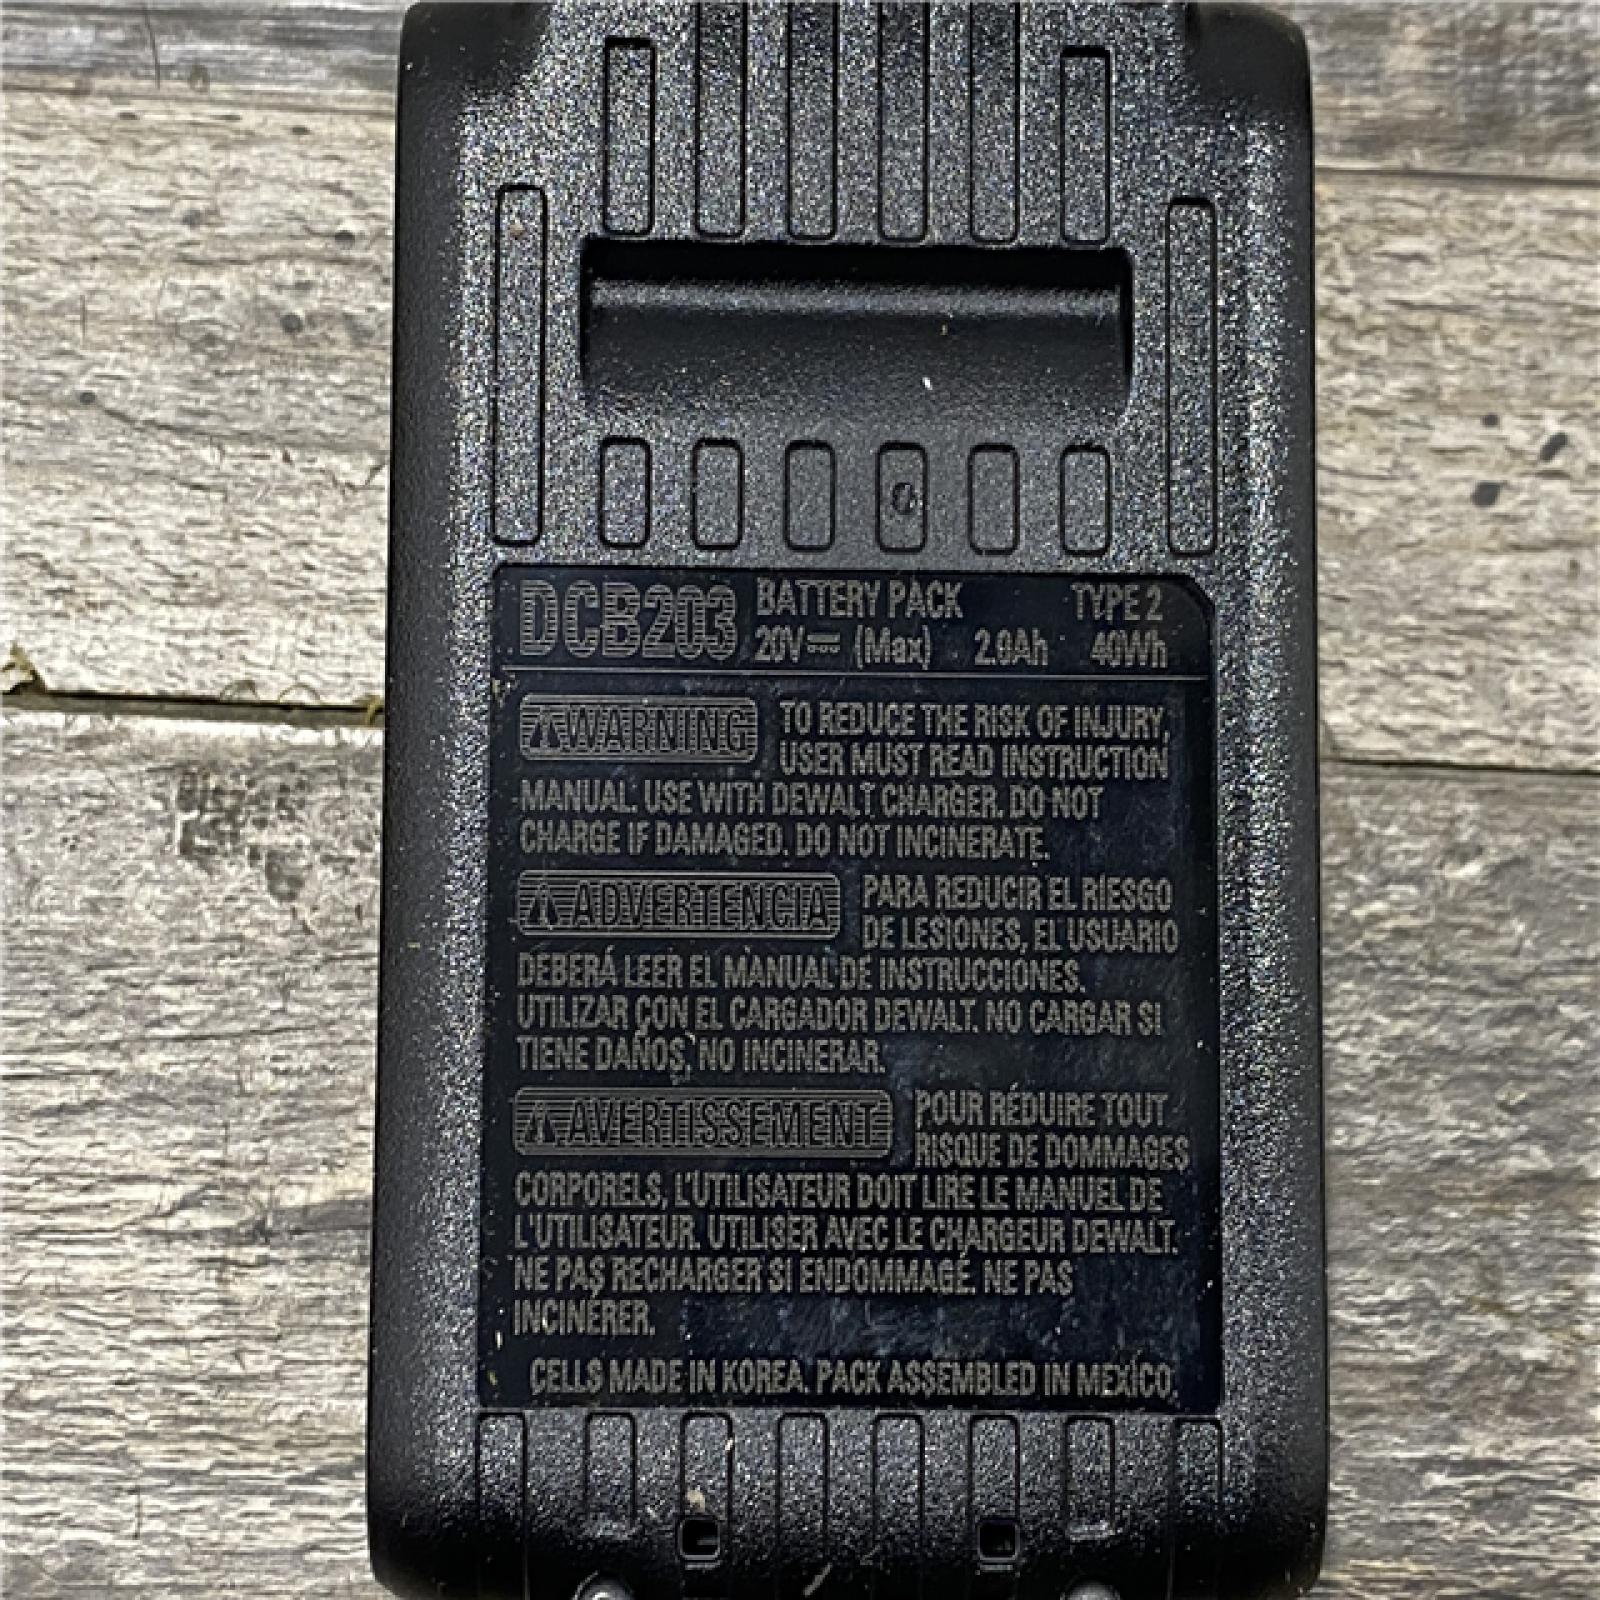 DCB203 BATTERY PACK TYPE 2
20V (Max) 2.0Ah 40Wh
WARNING TO REDUCE THE RISK OF INJURY,
USER MUST READ INSTRUCTION
MANUAL. USE WITH DEWALT CHARGER. DO NOT
CHARGE IF DAMAGED. DO NOT INCINERATE.
ADVERTENCIA PARA REDUCIR EL RIESGO
DE LESIONES, EL USUARIO
DEBERÁ LEER EL MANUAL DE INSTRUCCIONES.
UTILIZAR CON EL CARGADOR DEWALT. NO CARGAR SI
TIENE DAÑOS, NO INCINERAR.
AVERTISSEMENT POUR RÉDUIRE TOUT
RISQUE DE DOMMAGES
CORPORELS, L'UTILISATEUR DOIT LIRE LE MANUEL DE
L'UTILISATEUR. UTILISER AVEC LE CHARGEUR DEWALT.
NE PAS RECHARGER SI ENDOMMAGÉ. NE PAS
INCINÉRER.
CELLS MADE IN KOREA. PACK ASSEMBLED IN MEXICO.